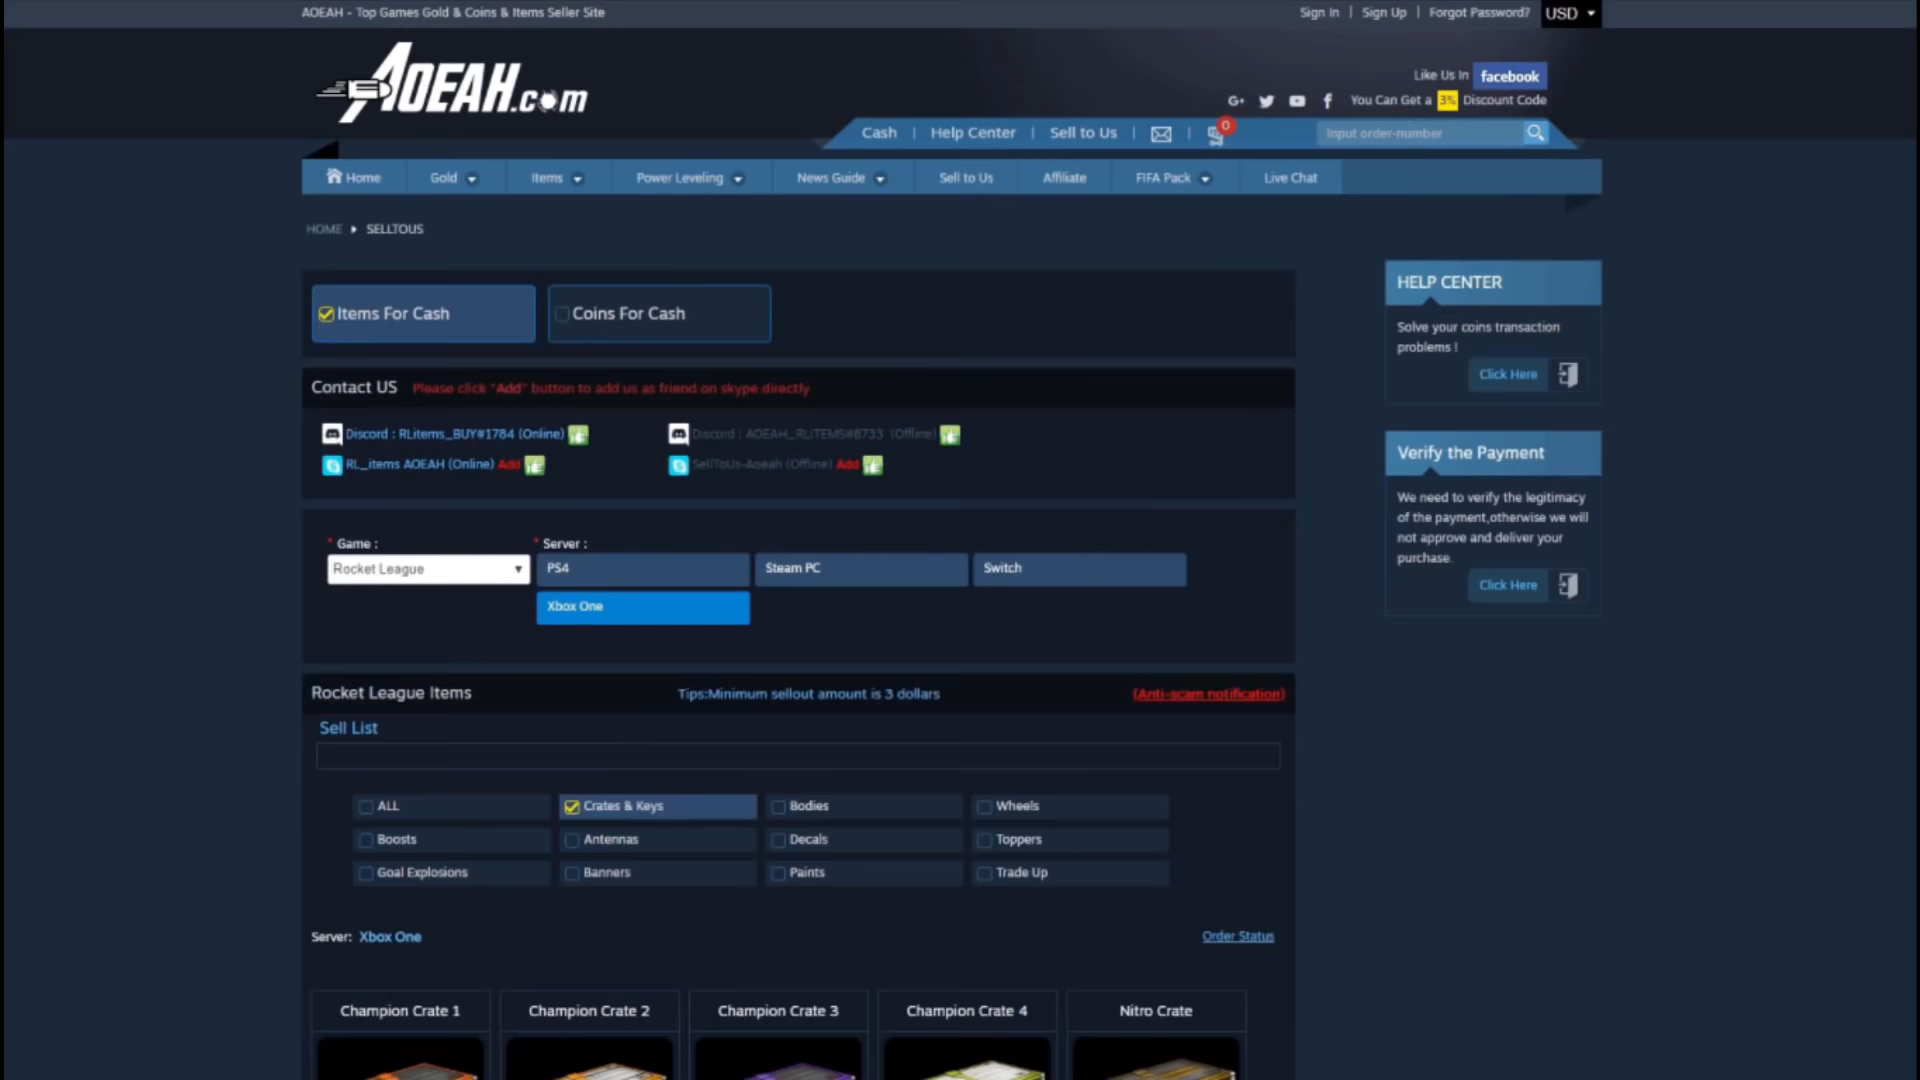 AOEAH - Top Games Gold & Coins & Items Seller Site
Sign In | Sign Up | Forgot Password? USD
AOEAH.com
Like Us In facebook
You Can Get a 3% Discount Code
Cash | Help Center | Sell to Us | | 0
Input order-number
Home Gold Items Power Leveling News Guide Sell to Us Affiliate FIFA Pack Live Chat
HOME SELLTOUS
Items For Cash
Coins For Cash
Contact US Please click "Add" button to add us as friend on skype directly
Discord : RLitems_BUY#1784 (Online)
Discord : AOEAH_RLITEMS#8733 (Offline)
RL_items AOEAH (Online) Add
SellToUs-Aoeah (Offline) Add
* Game :
Rocket League
* Server :
PS4
Steam PC
Switch
Xbox One
Rocket League Items
Tips:Minimum sellout amount is 3 dollars
(Anti-scam notification)
Sell List
ALL
Crates & Keys
Bodies
Wheels
Boosts
Antennas
Decals
Toppers
Goal Explosions
Banners
Paints
Trade Up
Server: Xbox One
Order Status
Champion Crate 1
Champion Crate 2
Champion Crate 3
Champion Crate 4
Nitro Crate
HELP CENTER
Solve your coins transaction
problems !
Click Here
Verify the Payment
We need to verify the legitimacy
of the payment,otherwise we will
not approve and deliver your
purchase.
Click Here